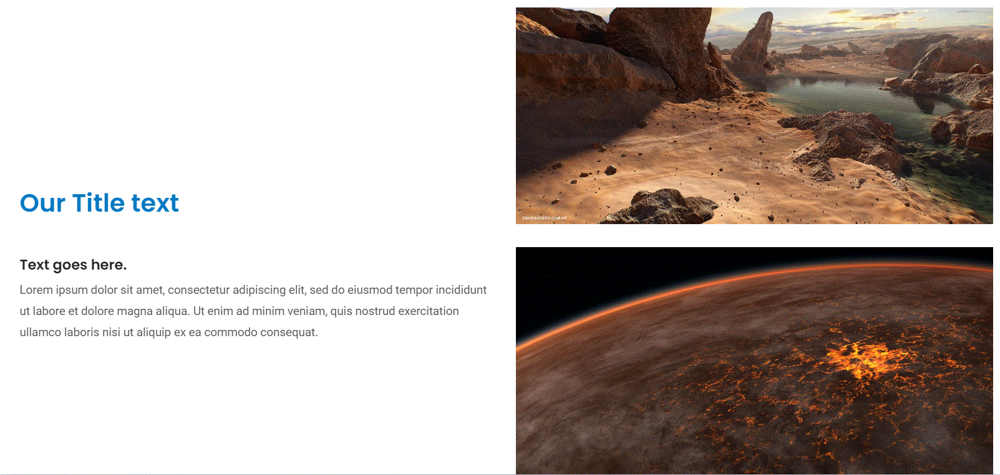 Our Title text
Text goes here.
Lorem ipsum dolor sit amet, consectetur adipiscing elit, sed do eiusmod tempor incididunt
ut labore et dolore magna aliqua. Ut enim ad minim veniam, quis nostrud exercitation
ullamco laboris nisi ut aliquip ex ea commodo consequat.
DAVIDAGUERO.COM.AR